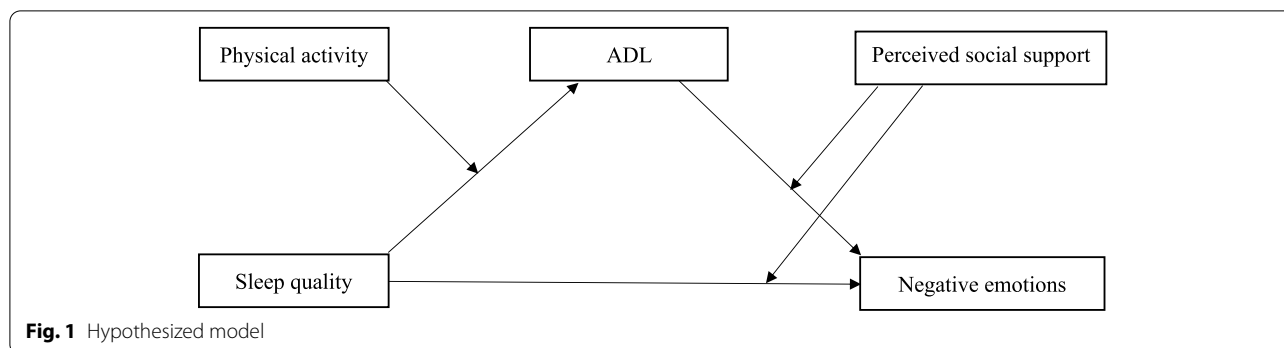 Physical activity
ADL
Perceived social support
Sleep quality
Negative emotions
Fig. 1 Hypothesized model